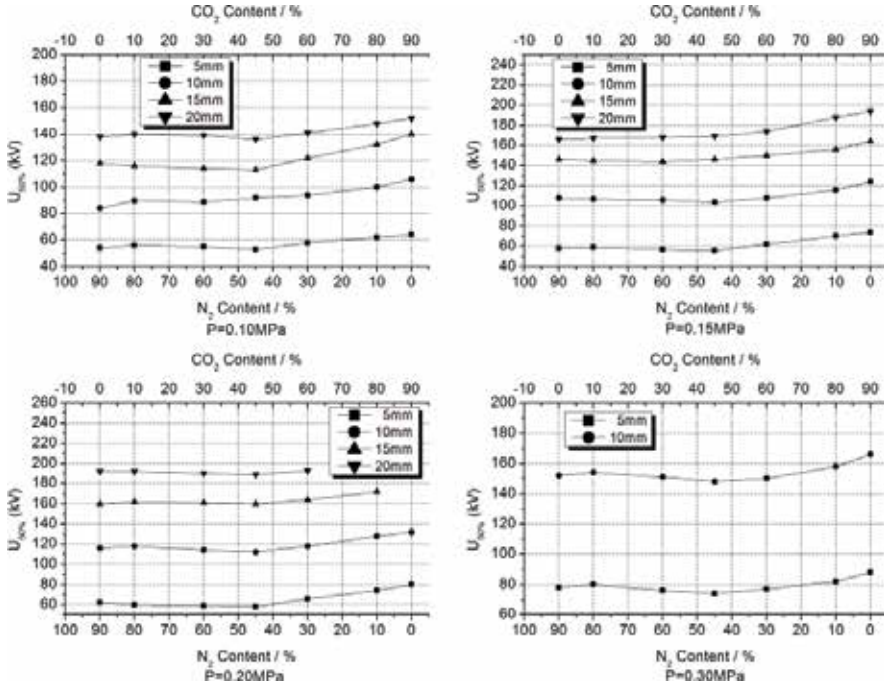 CO2 Content / %
-10 0 10 20 30 40 50 60 70 80 90
200
180
160
140
120
100
80
60
40
U50% (kV)
5mm
10mm
15mm
20mm
100 90 80 70 60 50 40 30 20 10 0
N2 Content / %
P=0.10MPa
CO2 Content / %
-10 0 10 20 30 40 50 60 70 80 90
240
220
200
180
160
140
120
100
80
60
40
U50% (kV)
5mm
10mm
15mm
20mm
100 90 80 70 60 50 40 30 20 10 0
N2 Content / %
P=0.15MPa
CO2 Content / %
-10 0 10 20 30 40 50 60 70 80 90
260
240
220
200
180
160
140
120
100
80
60
U50% (kV)
5mm
10mm
15mm
20mm
100 90 80 70 60 50 40 30 20 10 0
N2 Content / %
P=0.20MPa
CO2 Content / %
-10 0 10 20 30 40 50 60 70 80 90
200
180
160
140
120
100
80
60
U50% (kV)
5mm
10mm
100 90 80 70 60 50 40 30 20 10 0
N2 Content / %
P=0.30MPa